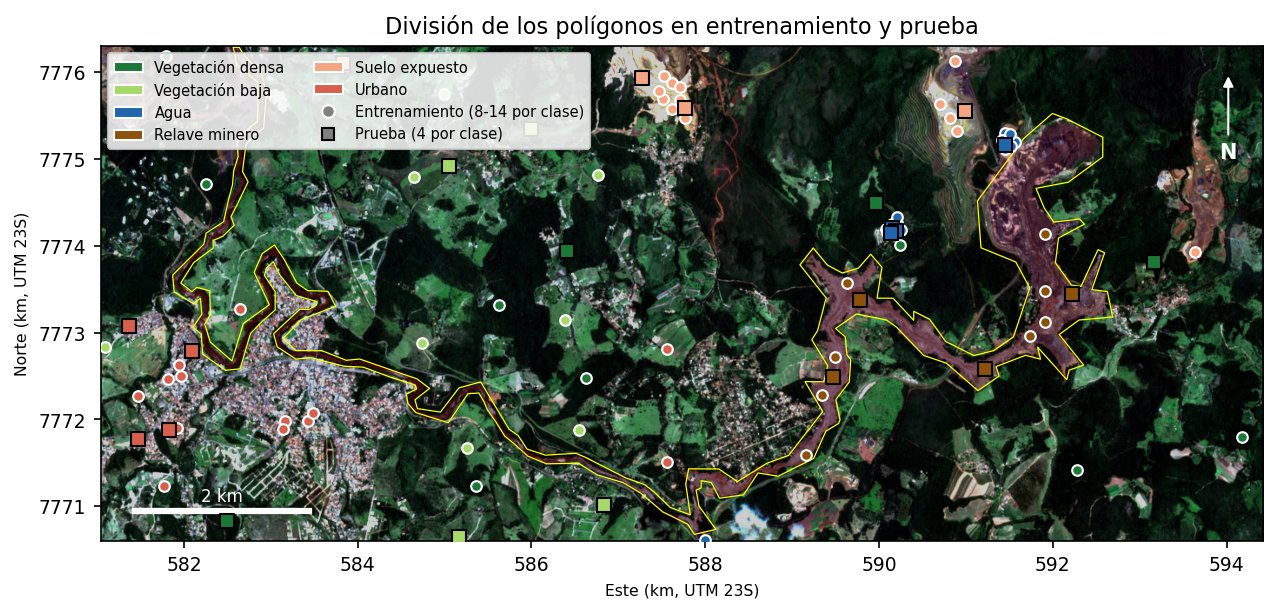 División de los polígonos en entrenamiento y prueba
Vegetación densa
Vegetación baja
Agua
Relave minero
Suelo expuesto
Urbano
Entrenamiento (8-14 por clase)
Prueba (4 por clase)
N
2 km
7776
7775
7774
7773
7772
7771
Norte (km, UTM 23S)
582
584
586
588
590
592
594
Este (km, UTM 23S)